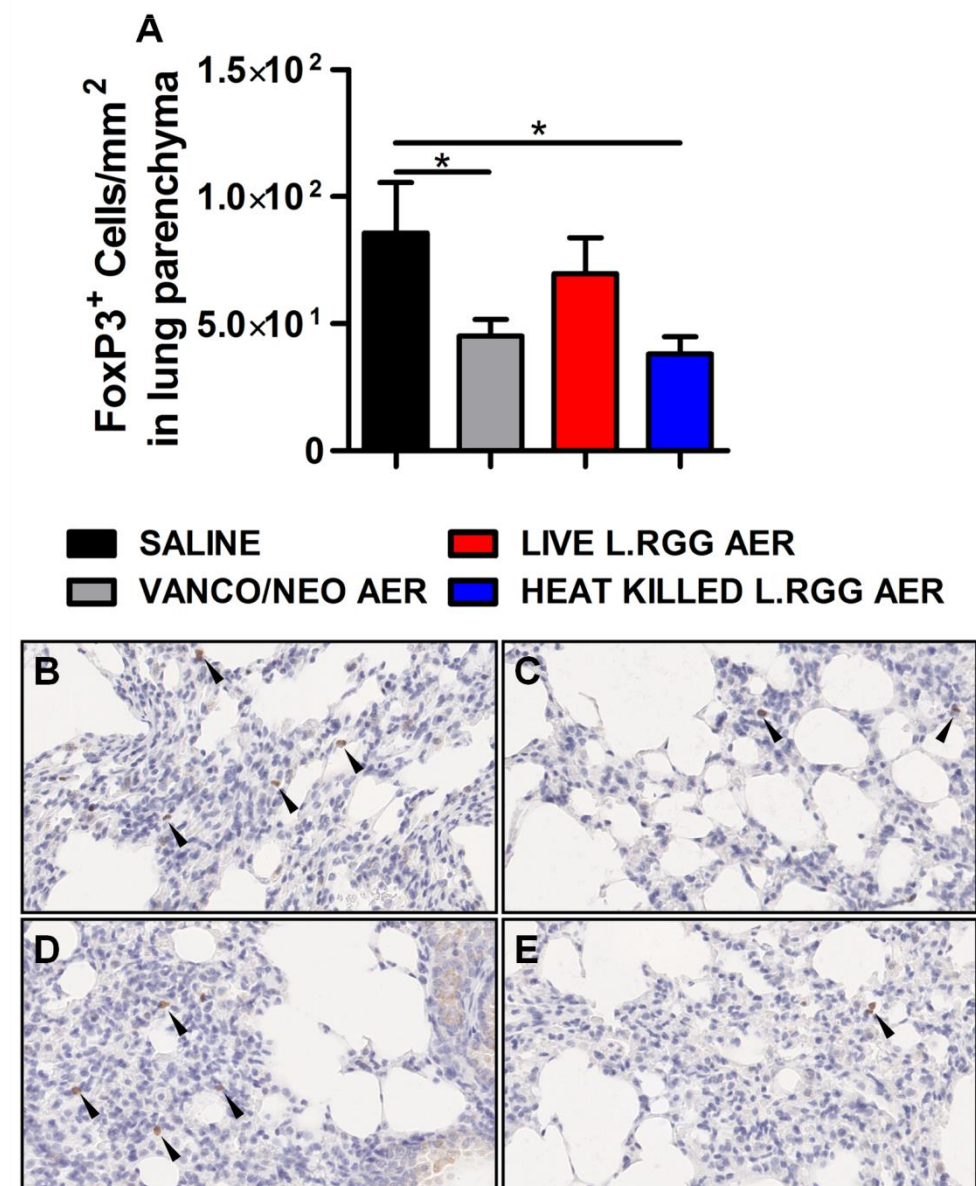 A
FoxP3⁺ Cells/mm²
in lung parenchyma
1.5×10²
1.0×10²
5.0×10¹
0
*
*
SALINE
LIVE L.RGG AER
VANCO/NEO AER
HEAT KILLED L.RGG AER
B
C
D
E